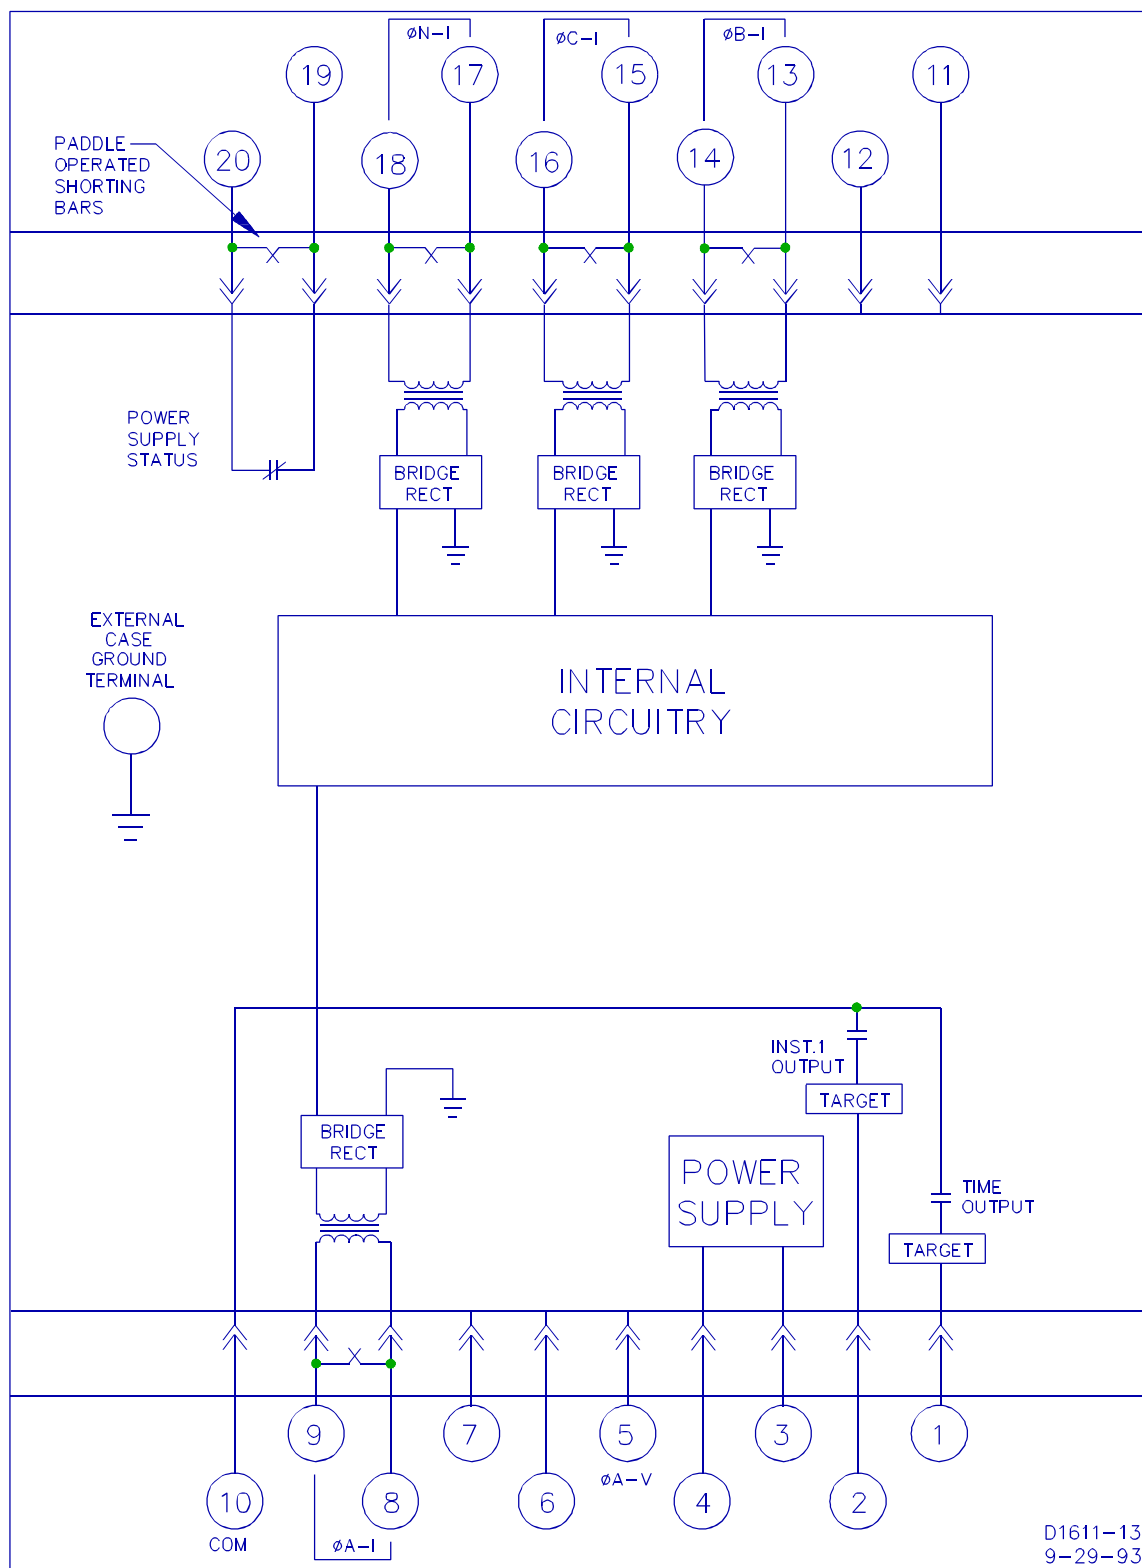 øN-I
øC-I
øB-I
19
17
15
13
11
20
18
16
14
12
PADDLE
OPERATED
SHORTING
BARS
POWER
SUPPLY
STATUS
BRIDGE
RECT
BRIDGE
RECT
BRIDGE
RECT
EXTERNAL
CASE
GROUND
TERMINAL
INTERNAL
CIRCUITRY
INST.1
OUTPUT
TARGET
BRIDGE
RECT
POWER
SUPPLY
TIME
OUTPUT
TARGET
9
7
5
3
1
øA-V
10
8
6
4
2
COM
øA-I
D1611-13
9-29-93